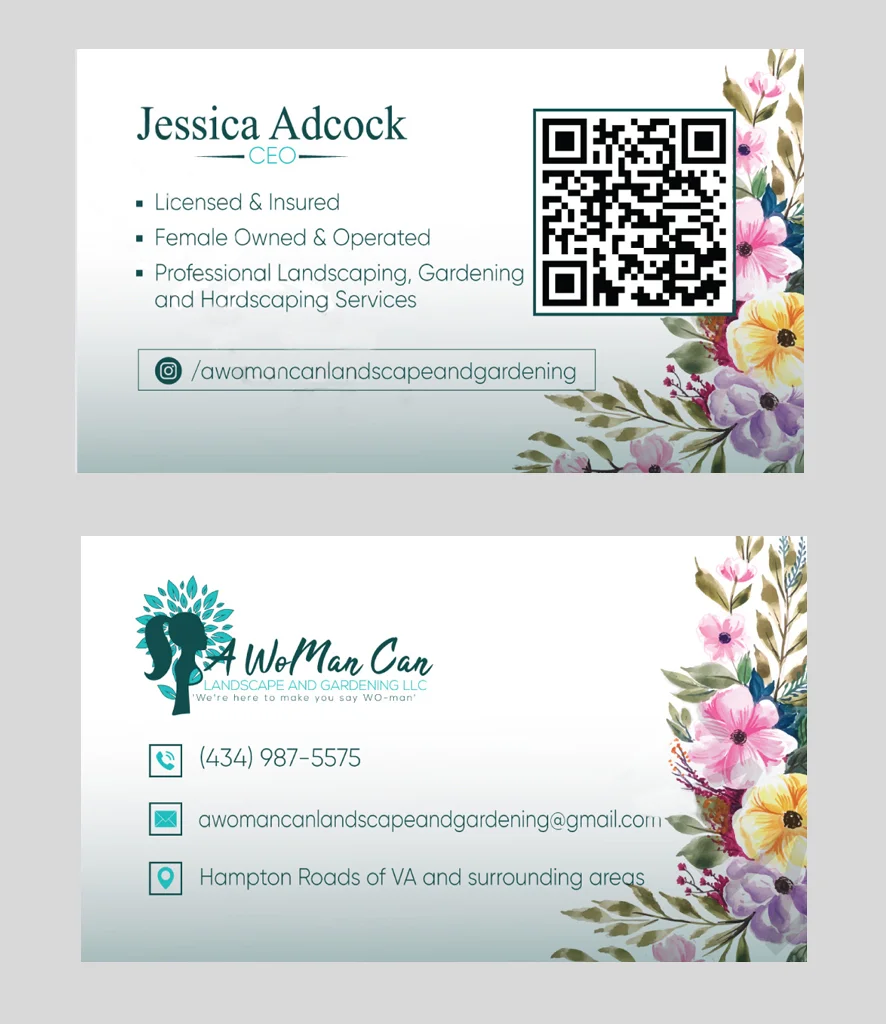 Jessica Adcock
CEO
▪ Licensed & Insured
▪ Female Owned & Operated
▪ Professional Landscaping, Gardening
and Hardscaping Services
/awomancanlandscapeandgardening
A WoMan Can
LANDSCAPE AND GARDENING LLC
'We're here to make you say WO-man'
(434) 987-5575
awomancanlandscapeandgardening@gmail.com
Hampton Roads of VA and surrounding areas